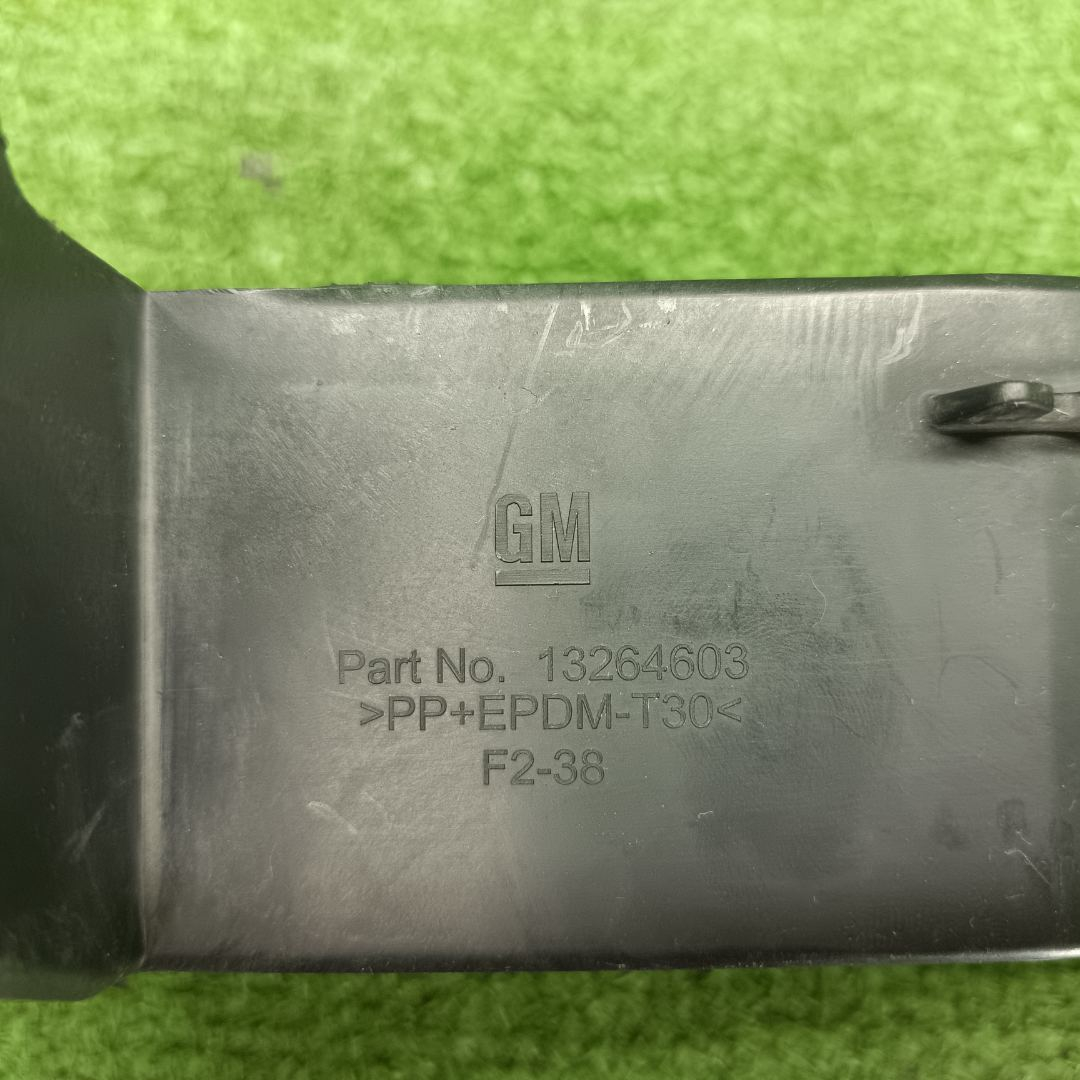 GM
Part No. 13264603
>PP+EPDM-T30<
F2-38